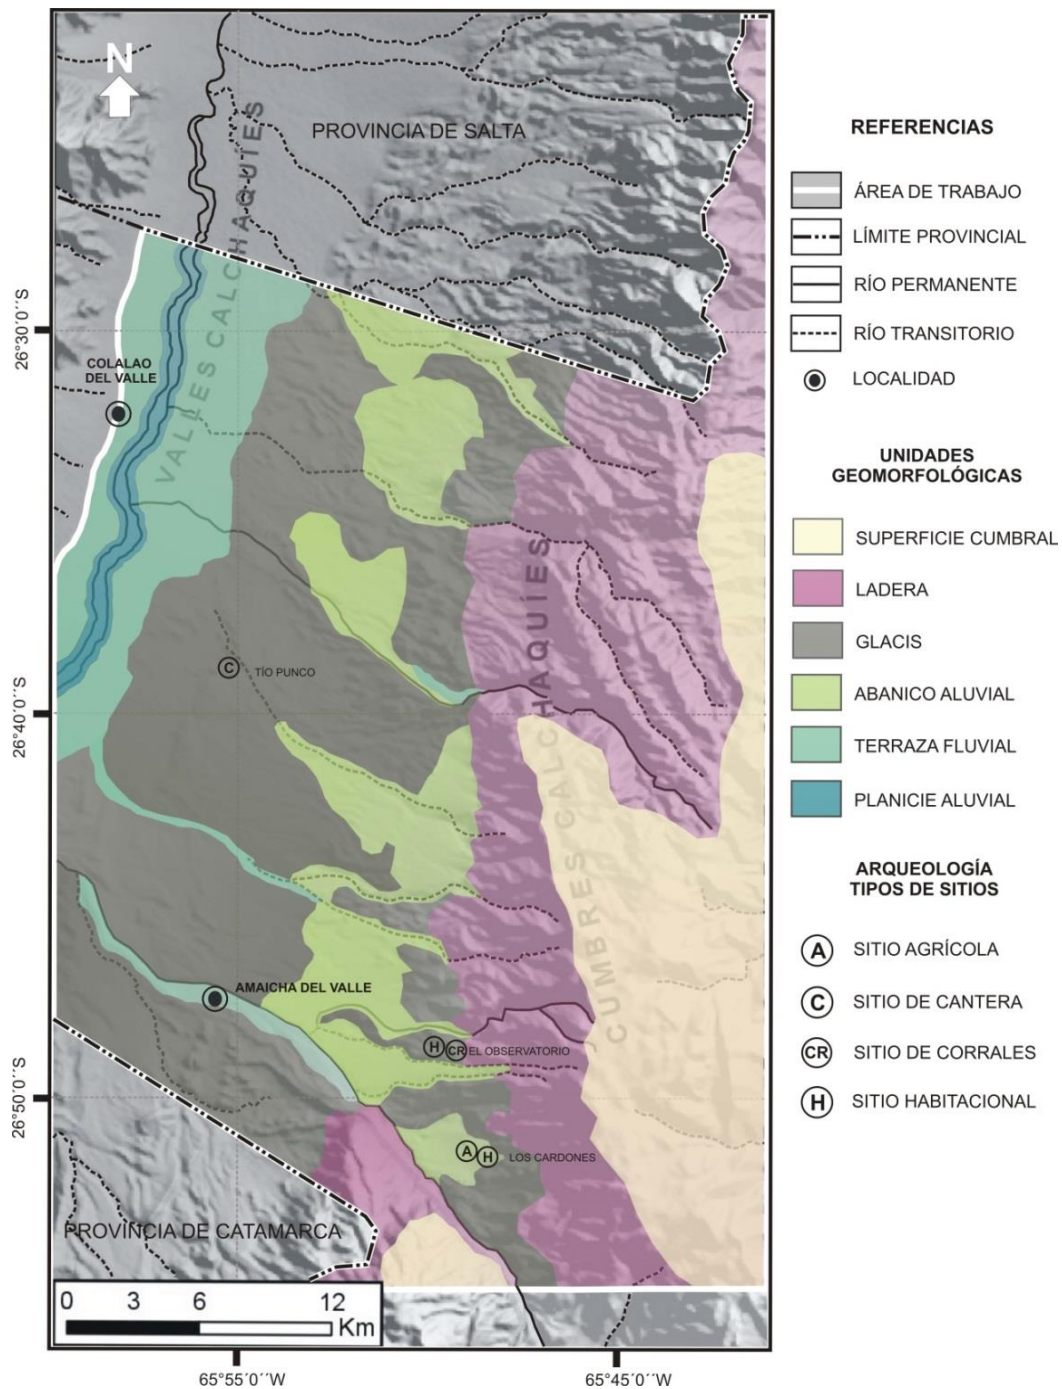 N
PROVINCIA DE SALTA
VALLES CALCHAQUÍES
26°30´0´´S
COLALAO
DEL VALLE
CUMBRES CALCHAQUÍES
C
TÍO PUNCO
26°40´0´´S
AMAICHA DEL VALLE
H CR EL OBSERVATORIO
26°50´0´´S
A H LOS CARDONES
PROVINCIA DE CATAMARCA
0 3 6 12
Km
65°55´0´´W
65°45´0´´W
REFERENCIAS
ÁREA DE TRABAJO
LÍMITE PROVINCIAL
RÍO PERMANENTE
RÍO TRANSITORIO
LOCALIDAD
UNIDADES
GEOMORFOLÓGICAS
SUPERFICIE CUMBRAL
LADERA
GLACIS
ABANICO ALUVIAL
TERRAZA FLUVIAL
PLANICIE ALUVIAL
ARQUEOLOGÍA
TIPOS DE SITIOS
A SITIO AGRÍCOLA
C SITIO DE CANTERA
CR SITIO DE CORRALES
H SITIO HABITACIONAL